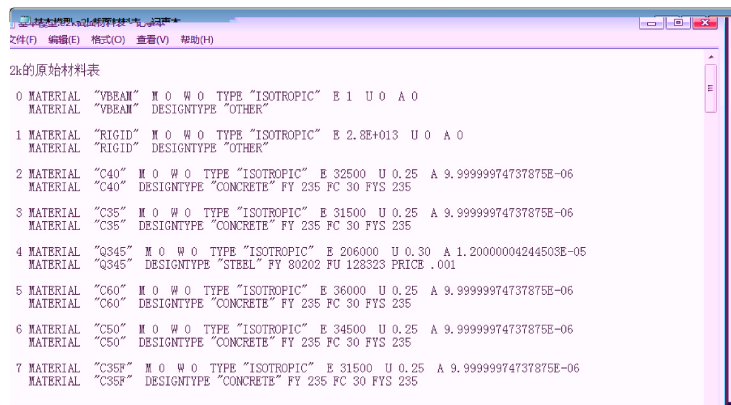 文件(F) 编辑(E) 格式(O) 查看(V) 帮助(H)
2k的原始材料表
0 MATERIAL "VBEAM" M 0 W 0 TYPE "ISOTROPIC" E 1 U 0 A 0
MATERIAL "VBEAM" DESIGNTYPE "OTHER"
1 MATERIAL "RIGID" M 0 W 0 TYPE "ISOTROPIC" E 2.8E+013 U 0 A 0
MATERIAL "RIGID" DESIGNTYPE "OTHER"
2 MATERIAL "C40" M 0 W 0 TYPE "ISOTROPIC" E 32500 U 0.25 A 9.99999974737875E-06
MATERIAL "C40" DESIGNTYPE "CONCRETE" FY 235 FC 30 FYS 235
3 MATERIAL "C35" M 0 W 0 TYPE "ISOTROPIC" E 31500 U 0.25 A 9.99999974737875E-06
MATERIAL "C35" DESIGNTYPE "CONCRETE" FY 235 FC 30 FYS 235
4 MATERIAL "Q345" M 0 W 0 TYPE "ISOTROPIC" E 206000 U 0.30 A 1.20000004244503E-05
MATERIAL "Q345" DESIGNTYPE "STEEL" FY 80202 FU 128323 PRICE .001
5 MATERIAL "C60" M 0 W 0 TYPE "ISOTROPIC" E 36000 U 0.25 A 9.99999974737875E-06
MATERIAL "C60" DESIGNTYPE "CONCRETE" FY 235 FC 30 FYS 235
6 MATERIAL "C50" M 0 W 0 TYPE "ISOTROPIC" E 34500 U 0.25 A 9.99999974737875E-06
MATERIAL "C50" DESIGNTYPE "CONCRETE" FY 235 FC 30 FYS 235
7 MATERIAL "C35F" M 0 W 0 TYPE "ISOTROPIC" E 31500 U 0.25 A 9.99999974737875E-06
MATERIAL "C35F" DESIGNTYPE "CONCRETE" FY 235 FC 30 FYS 235